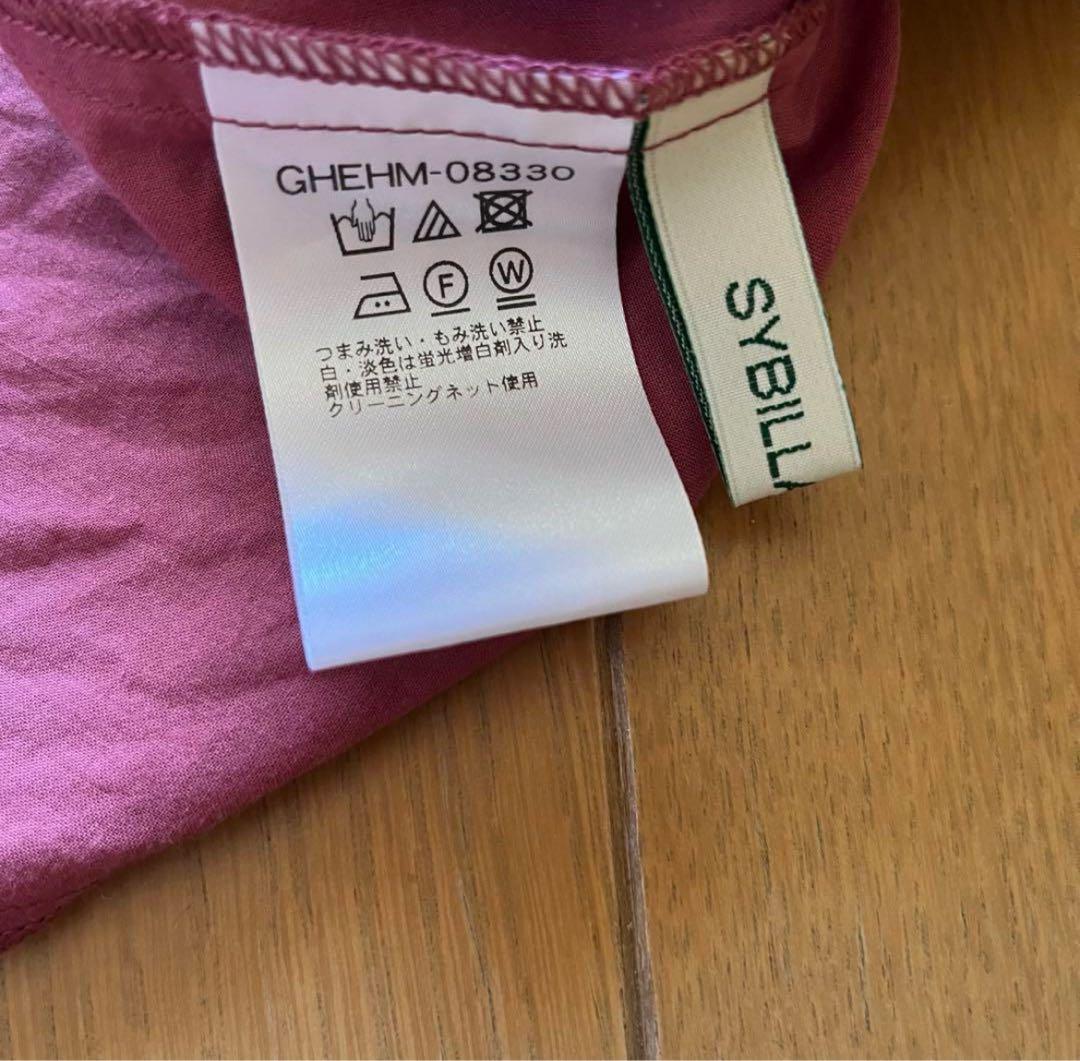 GHEHM-08330
F
W
つまみ洗い・もみ洗い禁止
白・淡色は蛍光増白剤入り洗
剤使用禁止
クリーニングネット使用
SYBILLA